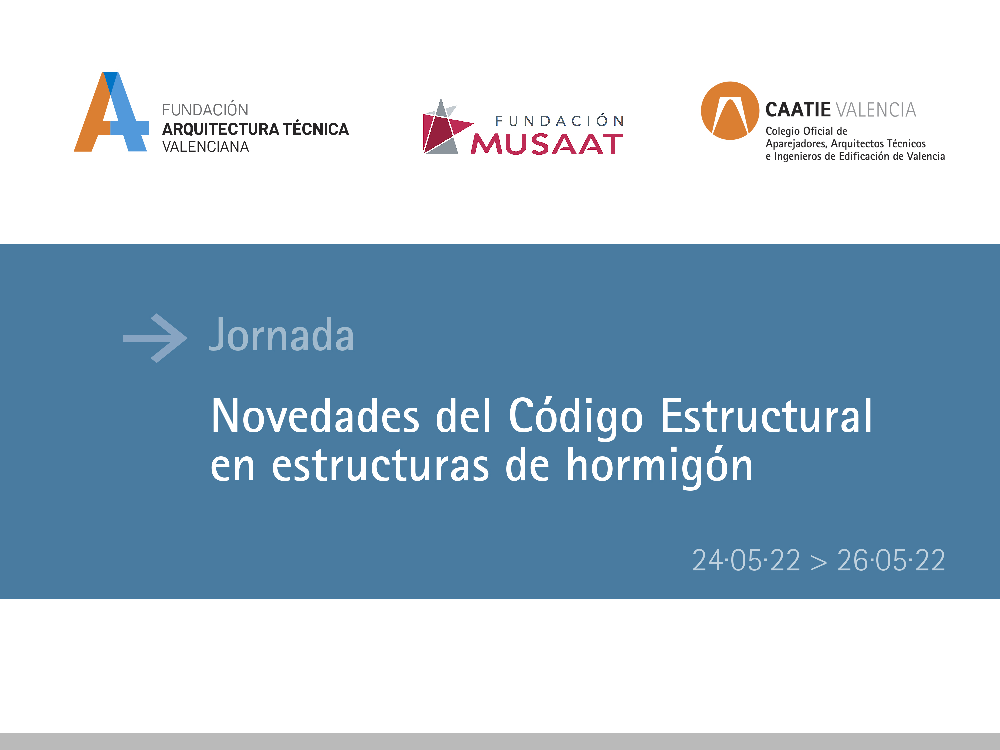 FUNDACIÓN
ARQUITECTURA TÉCNICA
VALENCIANA
FUNDACIÓN
MUSAAT
CAATIE VALENCIA
Colegio Oficial de
Aparejadores, Arquitectos Técnicos
e Ingenieros de Edificación de Valencia
Jornada
Novedades del Código Estructural
en estructuras de hormigón
24·05·22 > 26·05·22